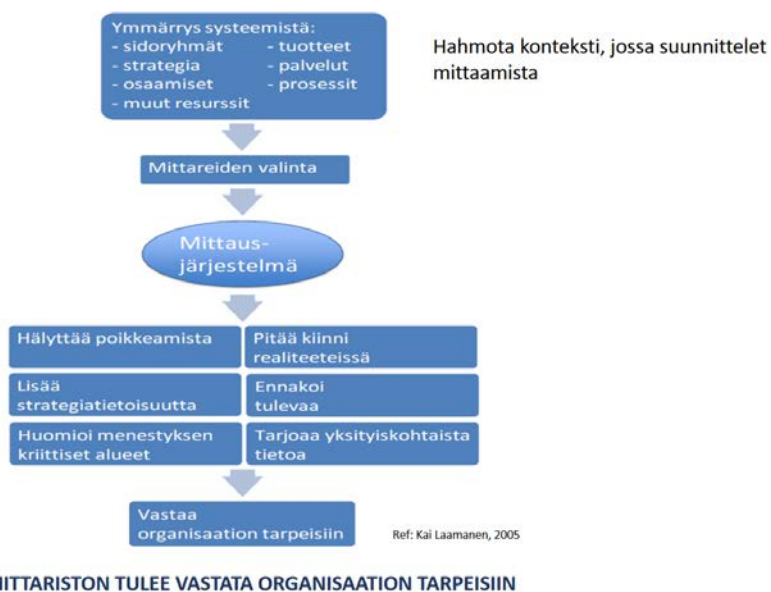 Ymmärrys systeemistä:
- sidoryhmät - tuotteet
- strategia - palvelut
- osaamiset - prosessit
- muut resurssit
Hahmota konteksti, jossa suunnittelet
mittaamista
Mittareiden valinta
Mittaus-
järjestelmä
Hälyttää poikkeamista
Pitää kiinni
realiteeteissä
Lisää
strategiatietoisuutta
Ennakoi
tulevaa
Huomioi menestyksen
kriittiset alueet
Tarjoaa yksityiskohtaista
tietoa
Vastaa
organisaation tarpeisiin
Ref: Kai Laamanen, 2005
IITTARISTON TULEE VASTATA ORGANISAATION TARPEISIIN